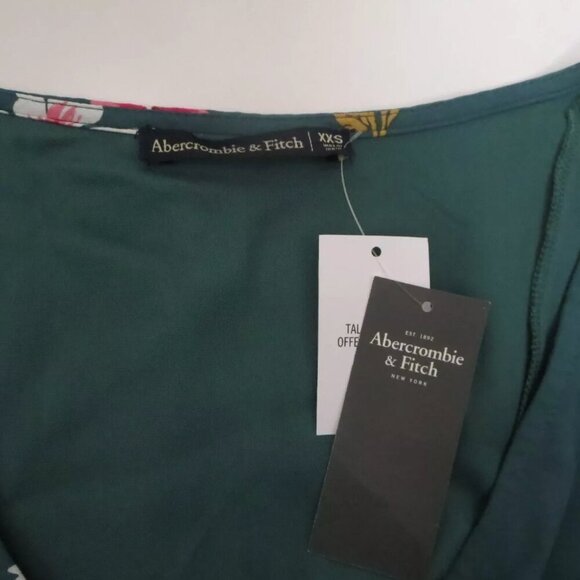 Abercrombie & Fitch
XXS
TAL
OFFE
EST. 1892
Abercrombie
& Fitch
NEW YORK